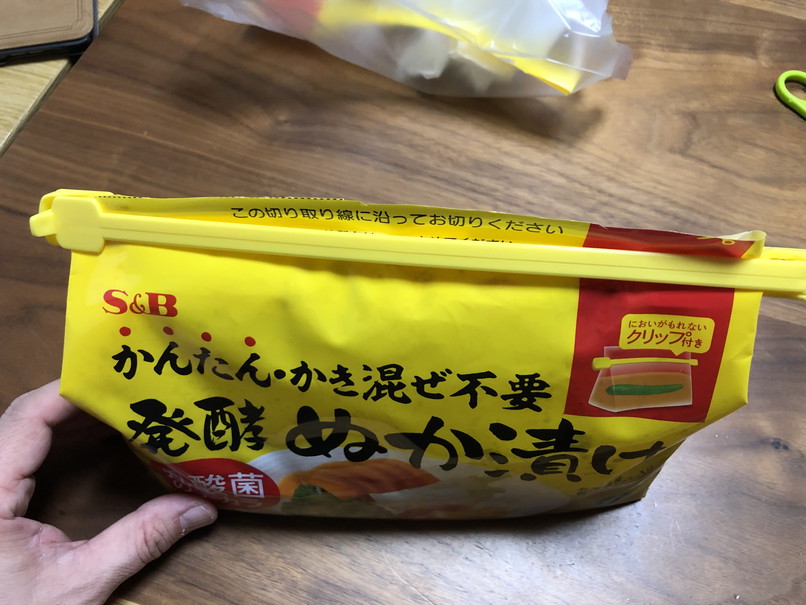 この切り取り線に沿ってお切りください
S&B
かんたん・かき混ぜ不要
発酵ぬか漬け
においがもれない
クリップ付き
酸菌